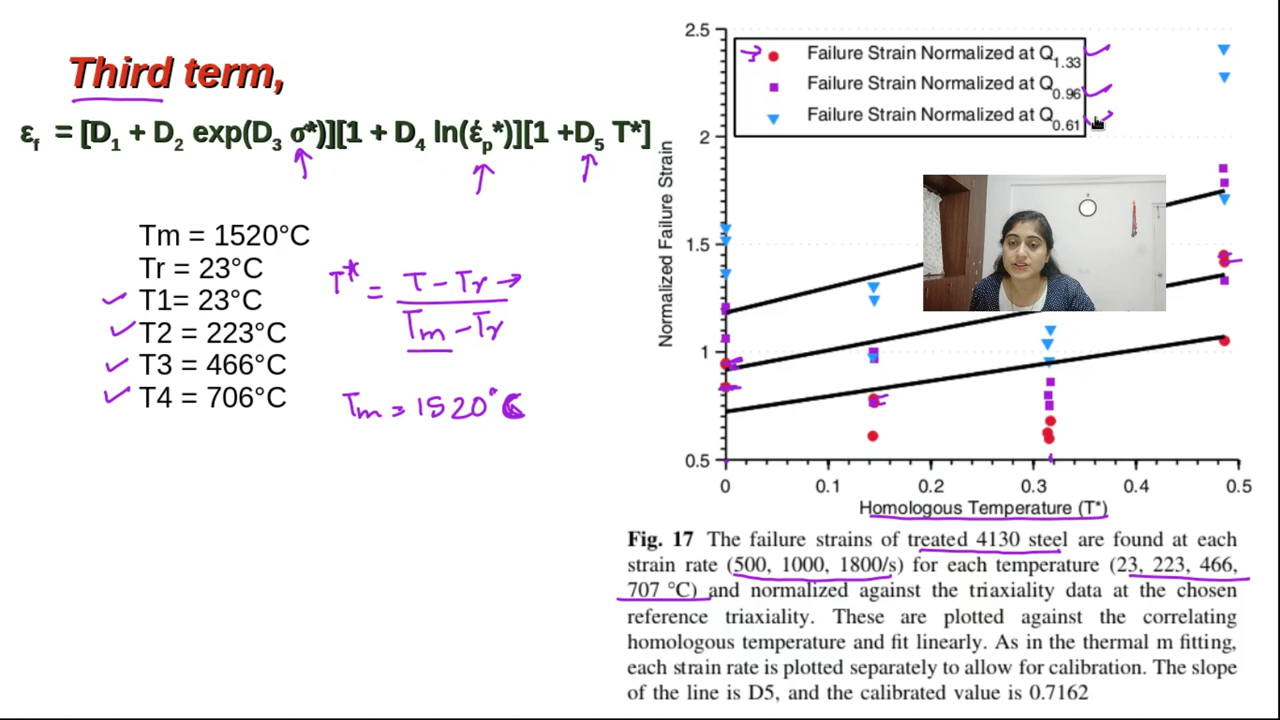 Third term,
ε_f = [D₁ + D₂ exp(D₃ σ*)][1 + D₄ ln(έ_p*)][1 +D₅ T*]
Tm = 1520°C
Tr = 23°C
T1= 23°C
T2 = 223°C
T3 = 466°C
T4 = 706°C
T* = T - Tr
Tm - Tr
Tm = 1520°C
Failure Strain Normalized at Q1.33
Failure Strain Normalized at Q0.96
Failure Strain Normalized at Q0.61
2.5
2
1.5
1
0.5
Normalized Failure Strain
0 0.1 0.2 0.3 0.4 0.5
Homologous Temperature (T*)
Fig. 17 The failure strains of treated 4130 steel are found at each
strain rate (500, 1000, 1800/s) for each temperature (23, 223, 466,
707 °C) and normalized against the triaxiality data at the chosen
reference triaxiality. These are plotted against the correlating
homologous temperature and fit linearly. As in the thermal m fitting,
each strain rate is plotted separately to allow for calibration. The slope
of the line is D5, and the calibrated value is 0.7162